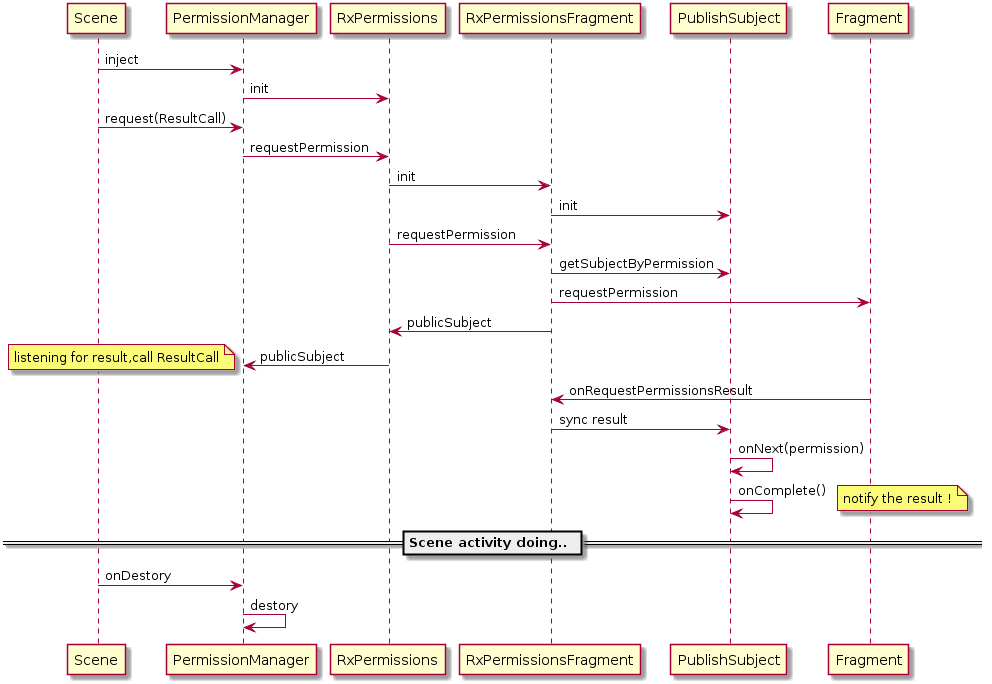 Scene PermissionManager RxPermissions RxPermissionsFragment PublishSubject Fragment
inject
init
request(ResultCall)
requestPermission
init
init
requestPermission
getSubjectByPermission
requestPermission
publicSubject
listening for result,call ResultCall publicSubject
onRequestPermissionsResult
sync result
onNext(permission)
onComplete() notify the result !
Scene activity doing..
onDestory
destory
Scene PermissionManager RxPermissions RxPermissionsFragment PublishSubject Fragment